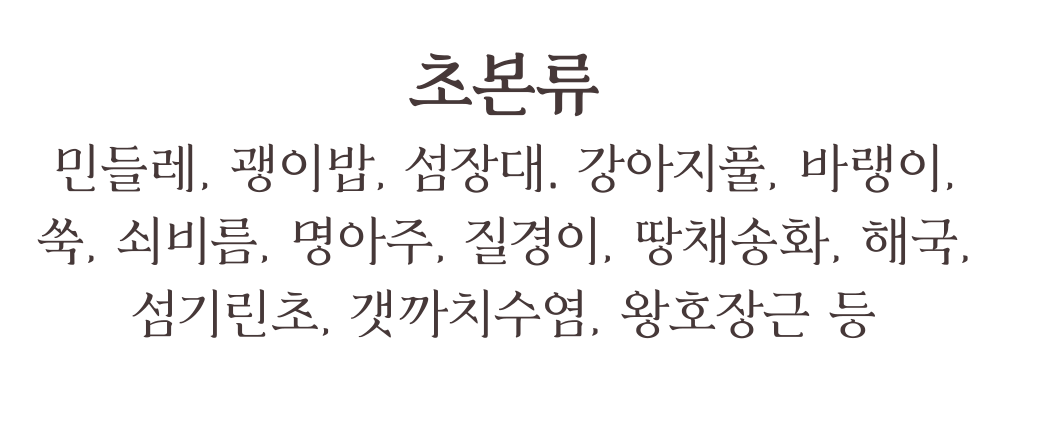 초본류
민들레, 괭이밥, 섬장대. 강아지풀, 바랭이,
쑥, 쇠비름, 명아주, 질경이, 땅채송화, 해국,
섬기린초, 갯까치수염, 왕호장근 등